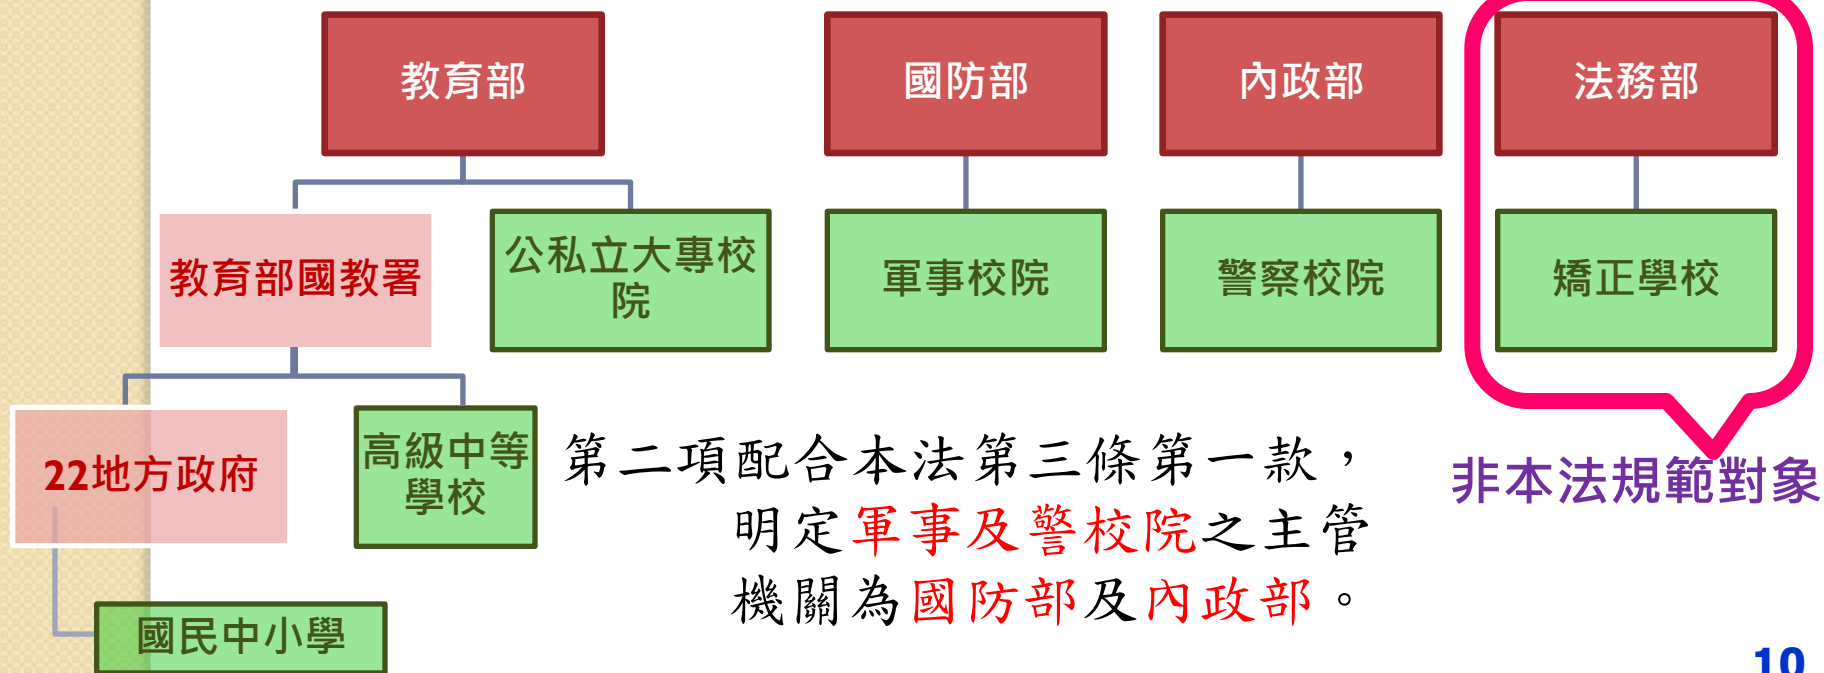 教育部
國防部
內政部
法務部
教育部國教署
公私立大專校
院
軍事校院
警察校院
矯正學校
22地方政府
高級中等
學校
國民中小學
第二項配合本法第三條第一款，
明定軍事及警校院之主管
機關為國防部及內政部。
非本法規範對象
10